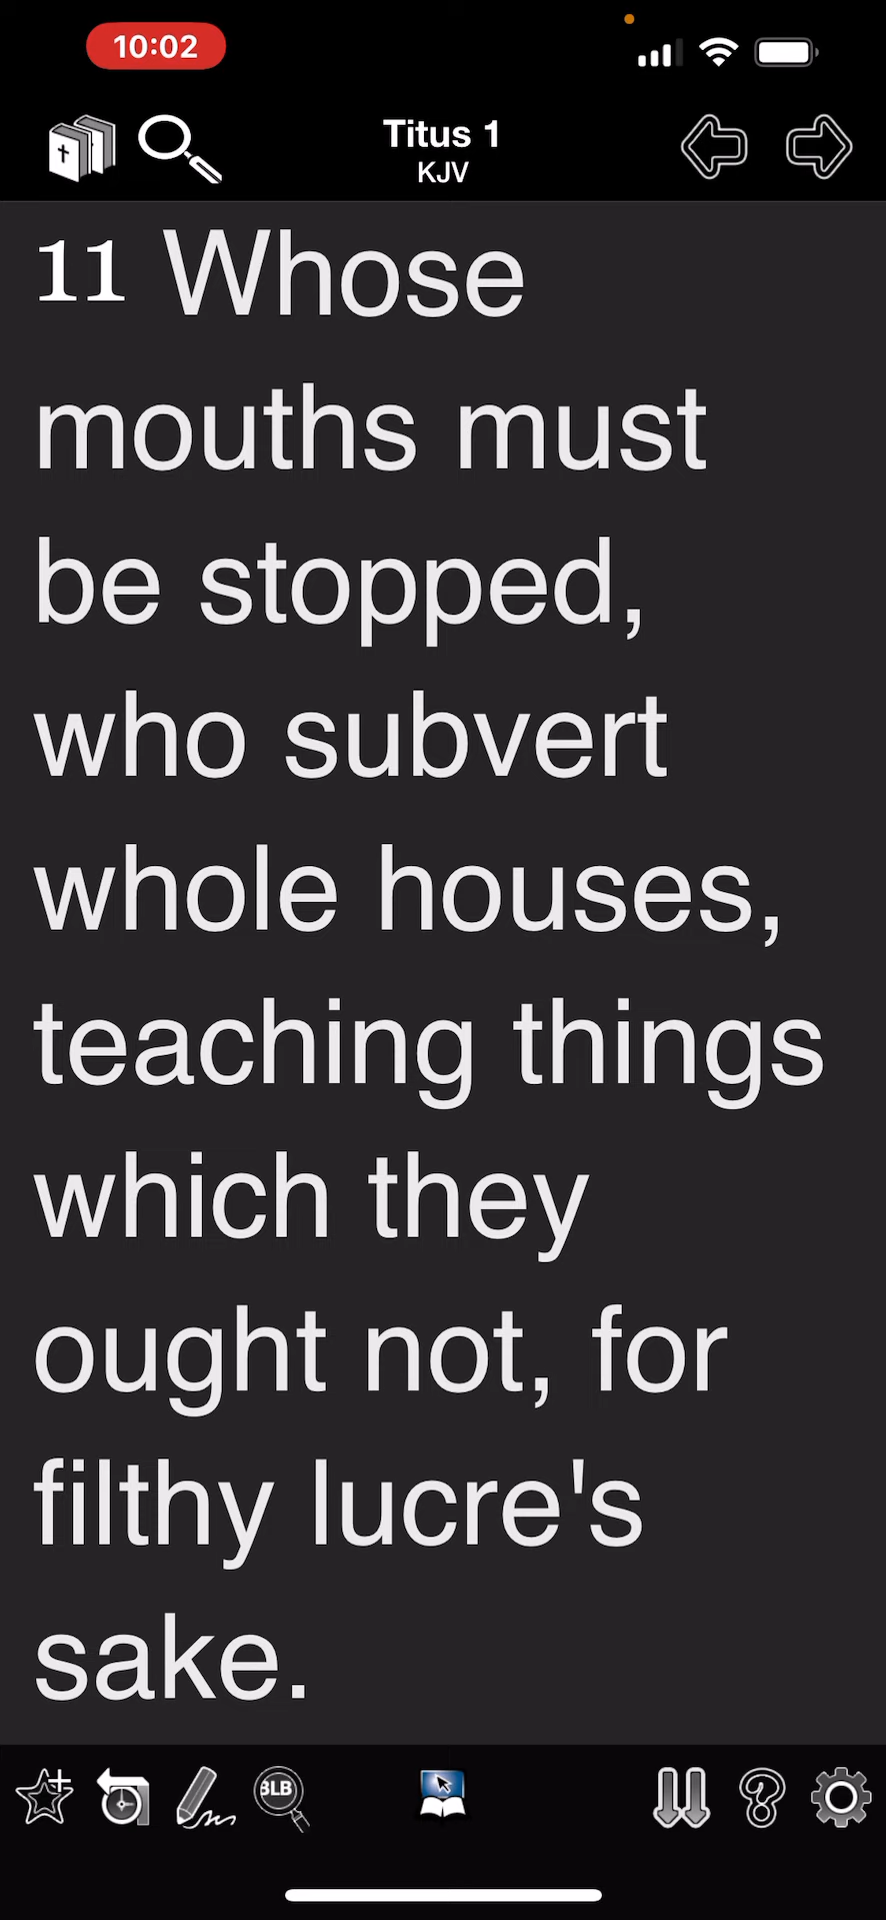 10:02
Titus 1
KJV
11 Whose
mouths must
be stopped,
who subvert
whole houses,
teaching things
which they
ought not, for
filthy lucre's
sake.
BLB